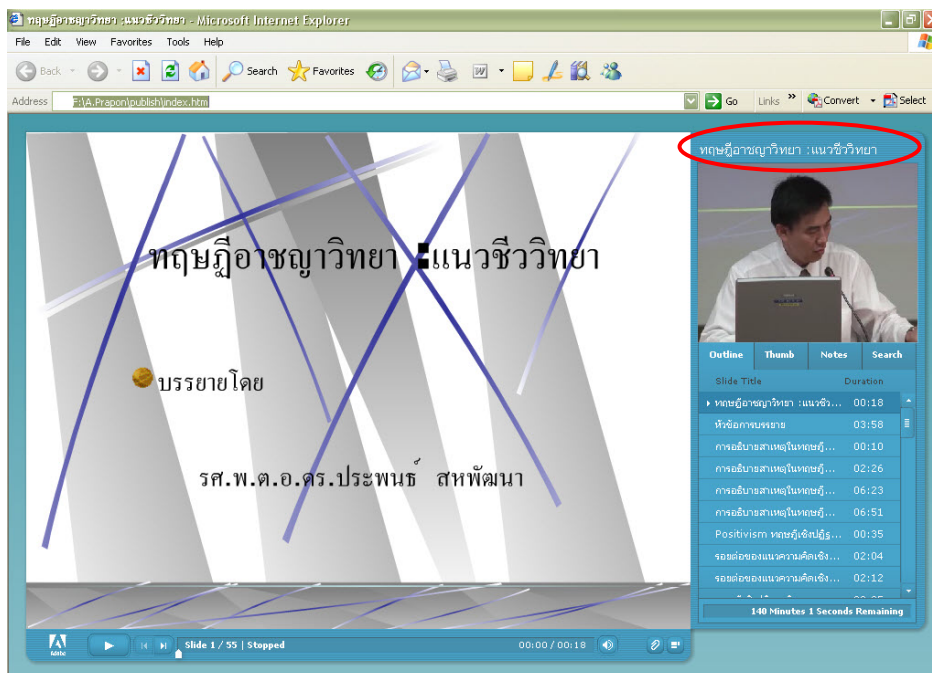 ทฤษฎีอาชญาวิทยา :แนวชีววิทยา - Microsoft Internet Explorer
File Edit View Favorites Tools Help
Back Search Favorites
Address F:\A.Prapon\publish\index.htm Go Links » Convert Select
ทฤษฎีอาชญาวิทยา :แนวชีววิทยา
บรรยายโดย
รศ.พ.ต.อ.ดร.ประพนธ์ สหพัฒนา
ทฤษฎีอาชญาวิทยา :แนวชีววิทยา
Outline Thumb Notes Search
Slide Title Duration
ทฤษฎีอาชญาวิทยา :แนวชีว... 00:18
หัวข้อการบรรยาย 03:58
การอธิบายสาเหตุในทฤษฎี... 00:10
การอธิบายสาเหตุในทฤษฎี... 02:26
การอธิบายสาเหตุในทฤษฎี... 06:23
การอธิบายสาเหตุในทฤษฎี... 06:51
Positivism ทฤษฎีเชิงปฏิฐ... 00:35
รอยต่อของแนวความคิดเชิง... 02:04
รอยต่อของแนวความคิดเชิง... 02:12
140 Minutes 1 Seconds Remaining
Adobe Slide 1 / 55 | Stopped 00:00 / 00:18